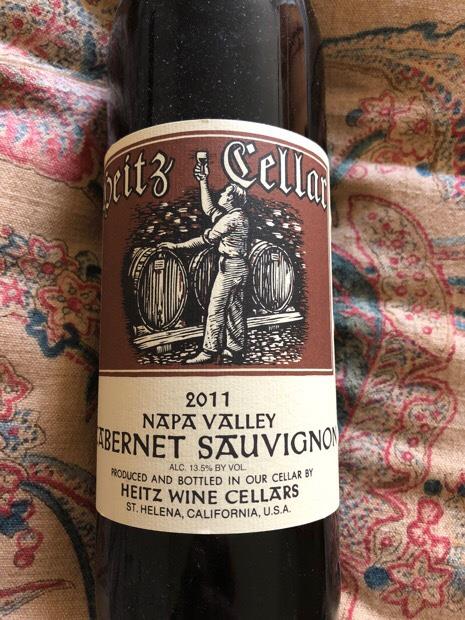 Heitz Cellar
2011
NAPA VALLEY
CABERNET SAUVIGNON
ALC. 13.5% BY VOL.
PRODUCED AND BOTTLED IN OUR CELLAR BY
HEITZ WINE CELLARS
ST. HELENA, CALIFORNIA, U.S.A.